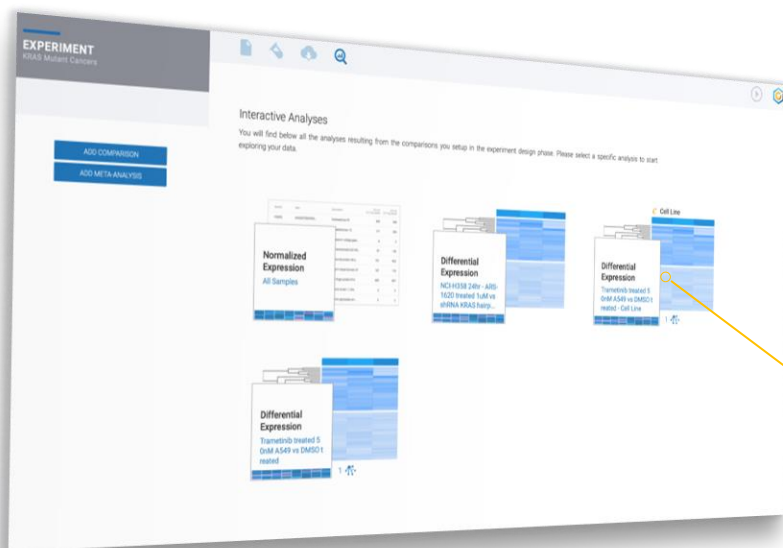 EXPERIMENT
KRAS Mutant Cancers
ADD COMPARISON
ADD META-ANALYSIS
Interactive Analyses
You will find below all the analyses resulting from the comparisons you setup in the experiment design phase. Please select a specific analysis to start
exploring your data.
Normalized
Expression
All Samples
Differential
Expression
NCI-H358 24hr - ARS-
1620 treated 1uM vs
shRNA KRAS hairp...
Cell Line
Differential
Expression
Trametinib treated 5
0nM A549 vs DMSO t
reated - Cell Line
1
Differential
Expression
Trametinib treated 5
0nM A549 vs DMSO t
reated
1